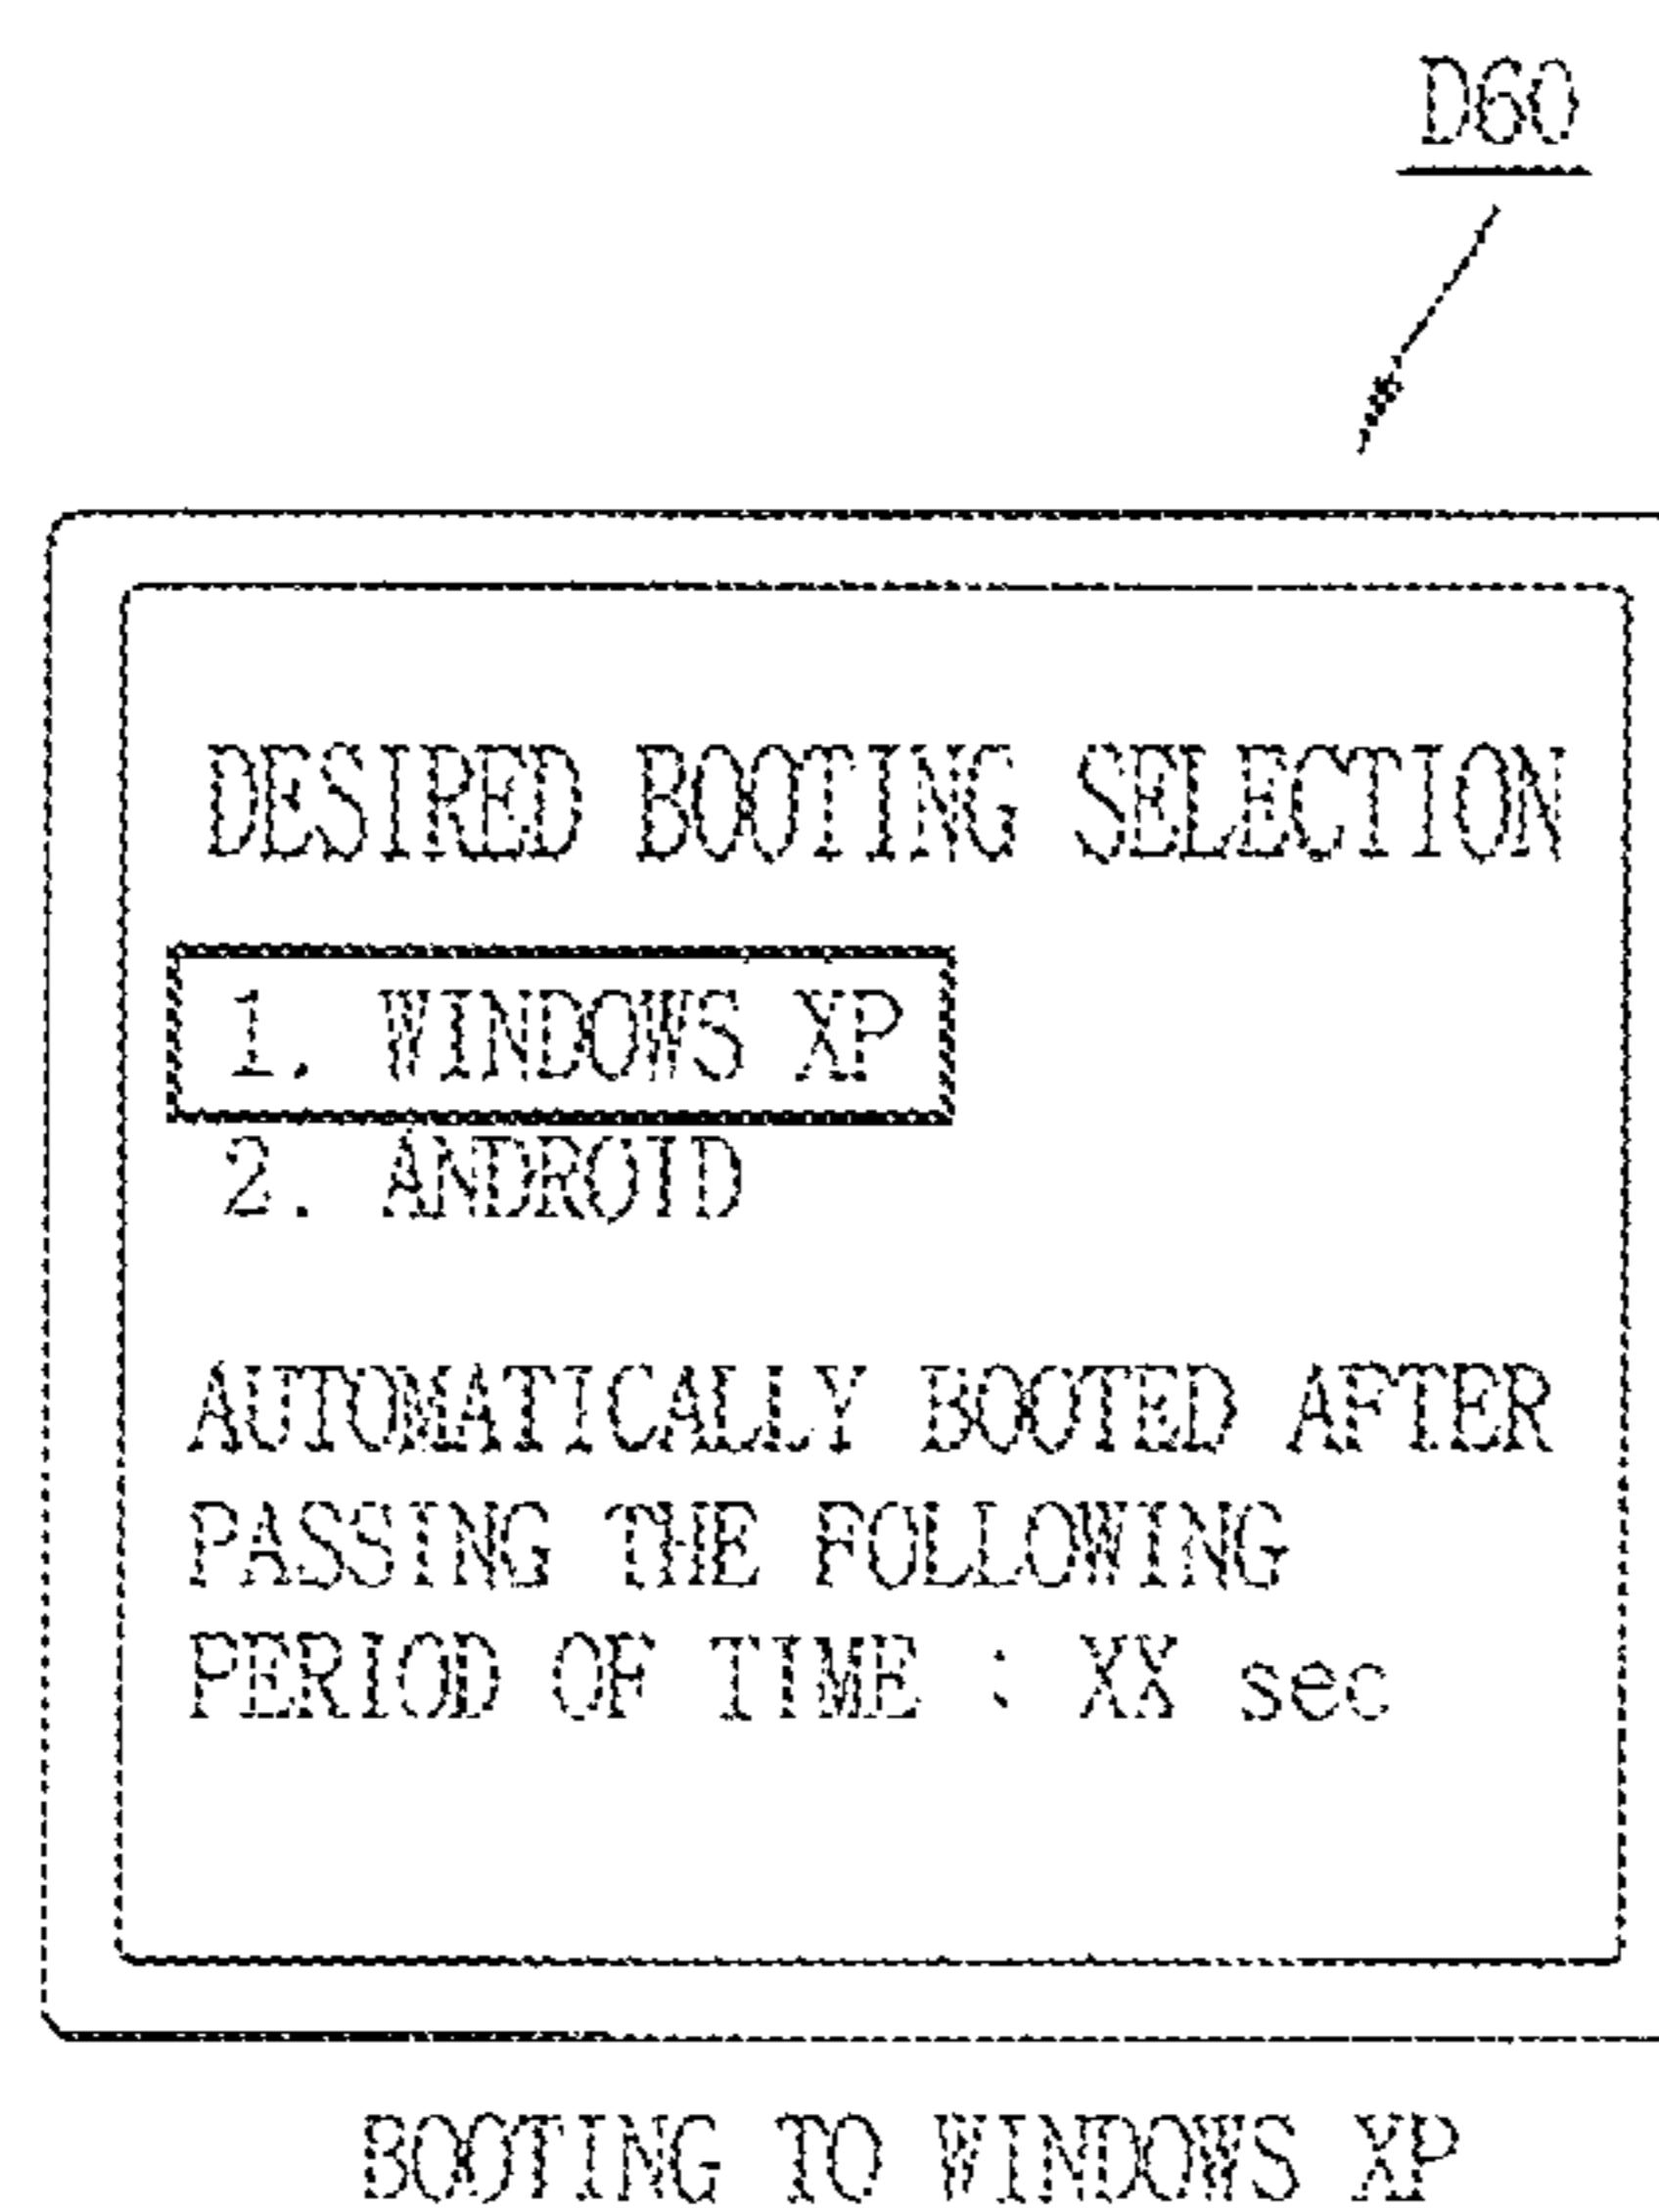 D60
DESIRED BOOTING SELECTION
1. WINDOWS XP
2. ANDROID
AUTOMATICALLY BOOTED AFTER
PASSING THE FOLLOWING
PERIOD OF TIME : XX sec
BOOTING TO WINDOWS XP